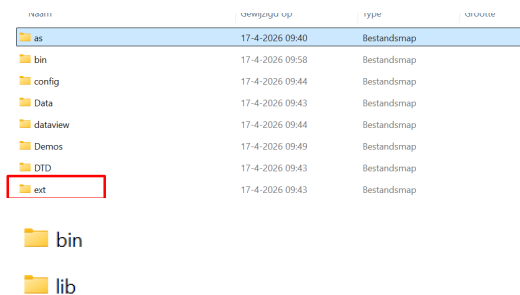 Naam Gewijzigd op Type Grootte
as 17-4-2026 09:40 Bestandsmap
bin 17-4-2026 09:58 Bestandsmap
config 17-4-2026 09:44 Bestandsmap
Data 17-4-2026 09:43 Bestandsmap
dataview 17-4-2026 09:44 Bestandsmap
Demos 17-4-2026 09:49 Bestandsmap
DTD 17-4-2026 09:43 Bestandsmap
ext 17-4-2026 09:43 Bestandsmap
bin
lib